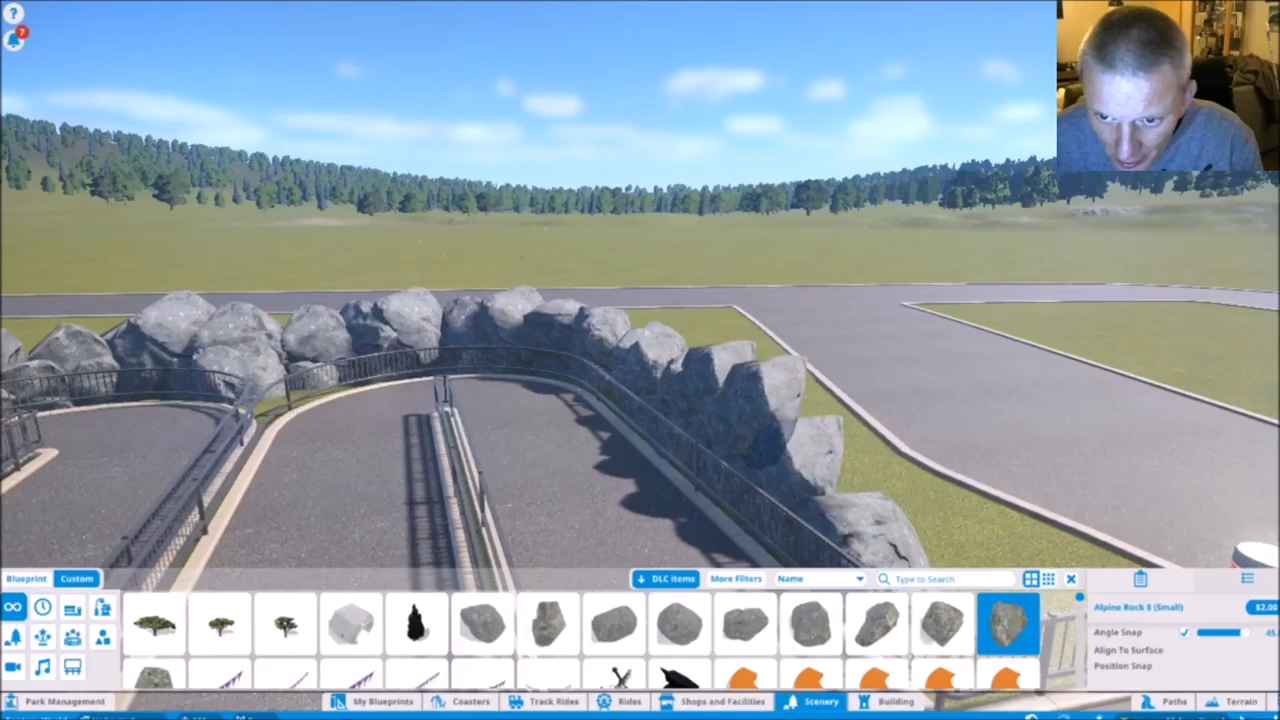 ?
7
Blueprint
Custom
DLC items
More Filters
Name
Type to Search
Alpine Rock 8 (Small)
$2.00
Angle Snap
45
Align To Surface
Position Snap
Park Management
My Blueprints
Coasters
Track Rides
Rides
Shops and Facilities
Scenery
Building
Paths
Terrain